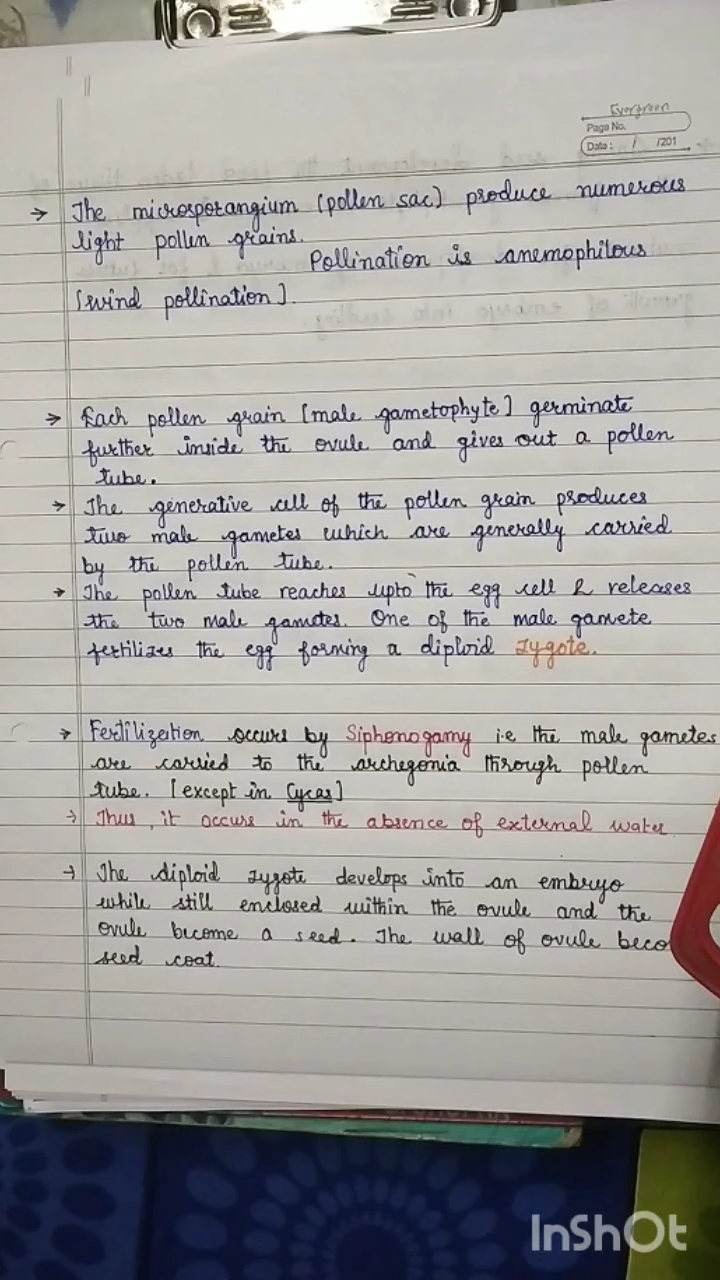 Evergreen
Page No.
Date : / /201
→ The microsporangium (pollen sac) produce numerous
light pollen grains.
Pollination is anemophilous
[wind pollination].
→ Each pollen grain [male gametophyte] germinate
further inside the ovule and gives out a pollen
tube.
→ The generative cell of the pollen grain produces
two male gametes which are generally carried
by the pollen tube.
→ The pollen tube reaches upto the egg cell & releases
the two male gametes. One of the male gamete
fertilizes the egg forming a diploid zygote.
→ Fertilization occurs by Siphonogamy i.e the male gametes
are carried to the archegonia through pollen
tube. [except in Cycas]
→ Thus, it occurs in the absence of external water
→ The diploid zygote develops into an embryo
while still enclosed within the ovule and the
ovule become a seed. The wall of ovule beco
seed coat.
InShOt